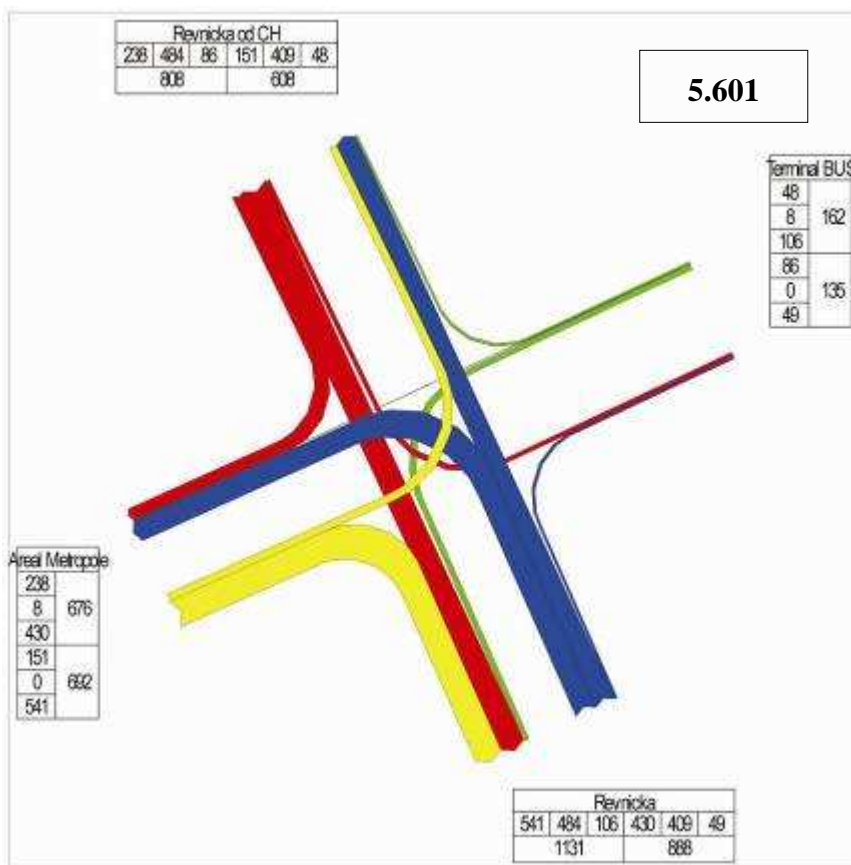 Revnicka od CH
238 484 86 151 409 48
808 608
5.601
Terminal BUS
48
8 162
106
86
0 135
49
Areal Metropole
238
8 676
430
151
0 692
541
Revnicka
541 484 106 430 409 49
1131 888